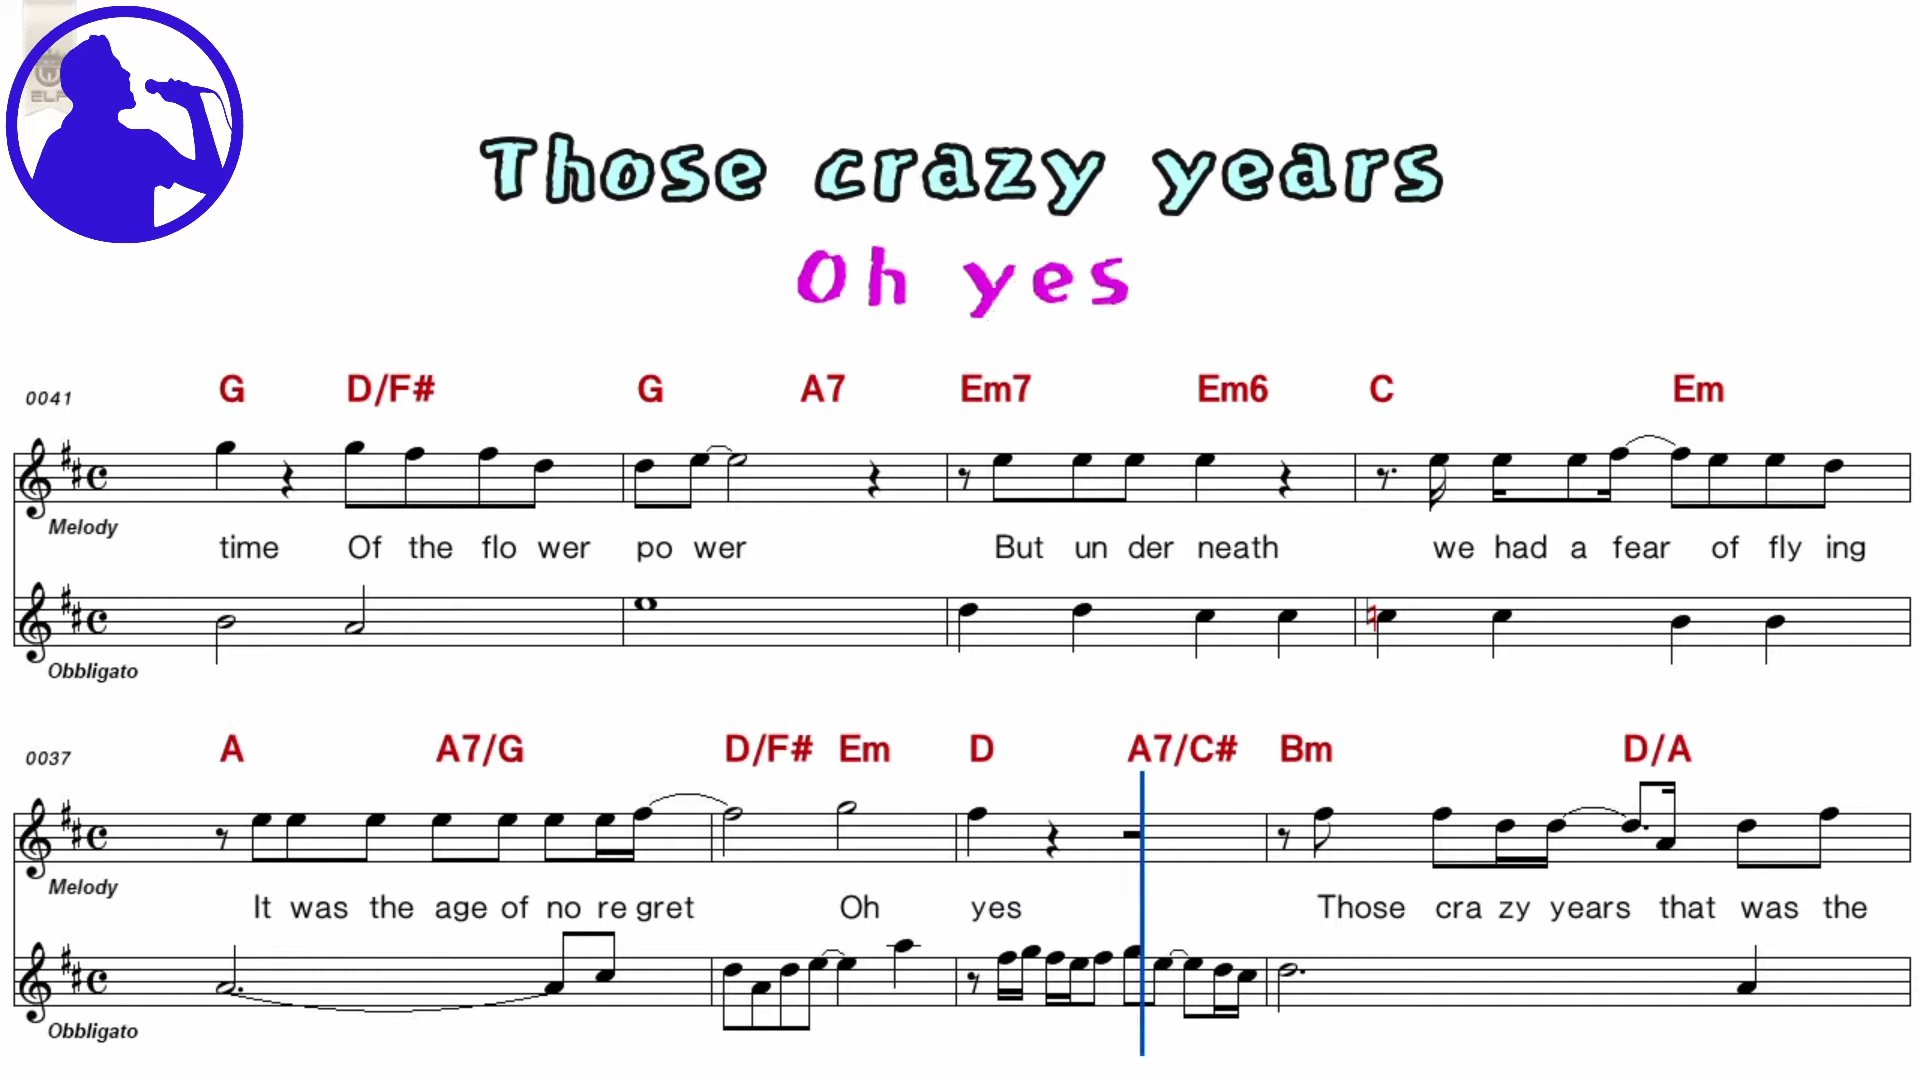 ELF
Those crazy years
Oh yes
0041 G D/F# G A7 Em7 Em6 C Em
Melody
time Of the flo wer po wer But un der neath we had a fear of fly ing
Obbligato
0037 A A7/G D/F# Em D A7/C# Bm D/A
Melody
It was the age of no re gret Oh yes Those cra zy years that was the
Obbligato